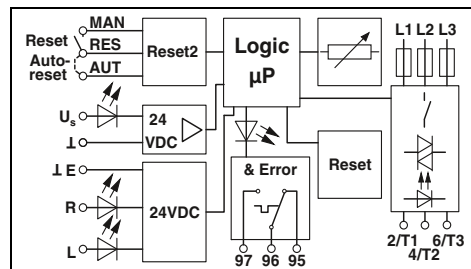 MAN
Reset
RES
Auto-
reset
AUT
Reset2
Logic
µP
L1 L2 L3
Us
24
VDC
⊥
⊥ E
R
L
24VDC
& Error
97 96 95
Reset
2/T1 6/T3
4/T2